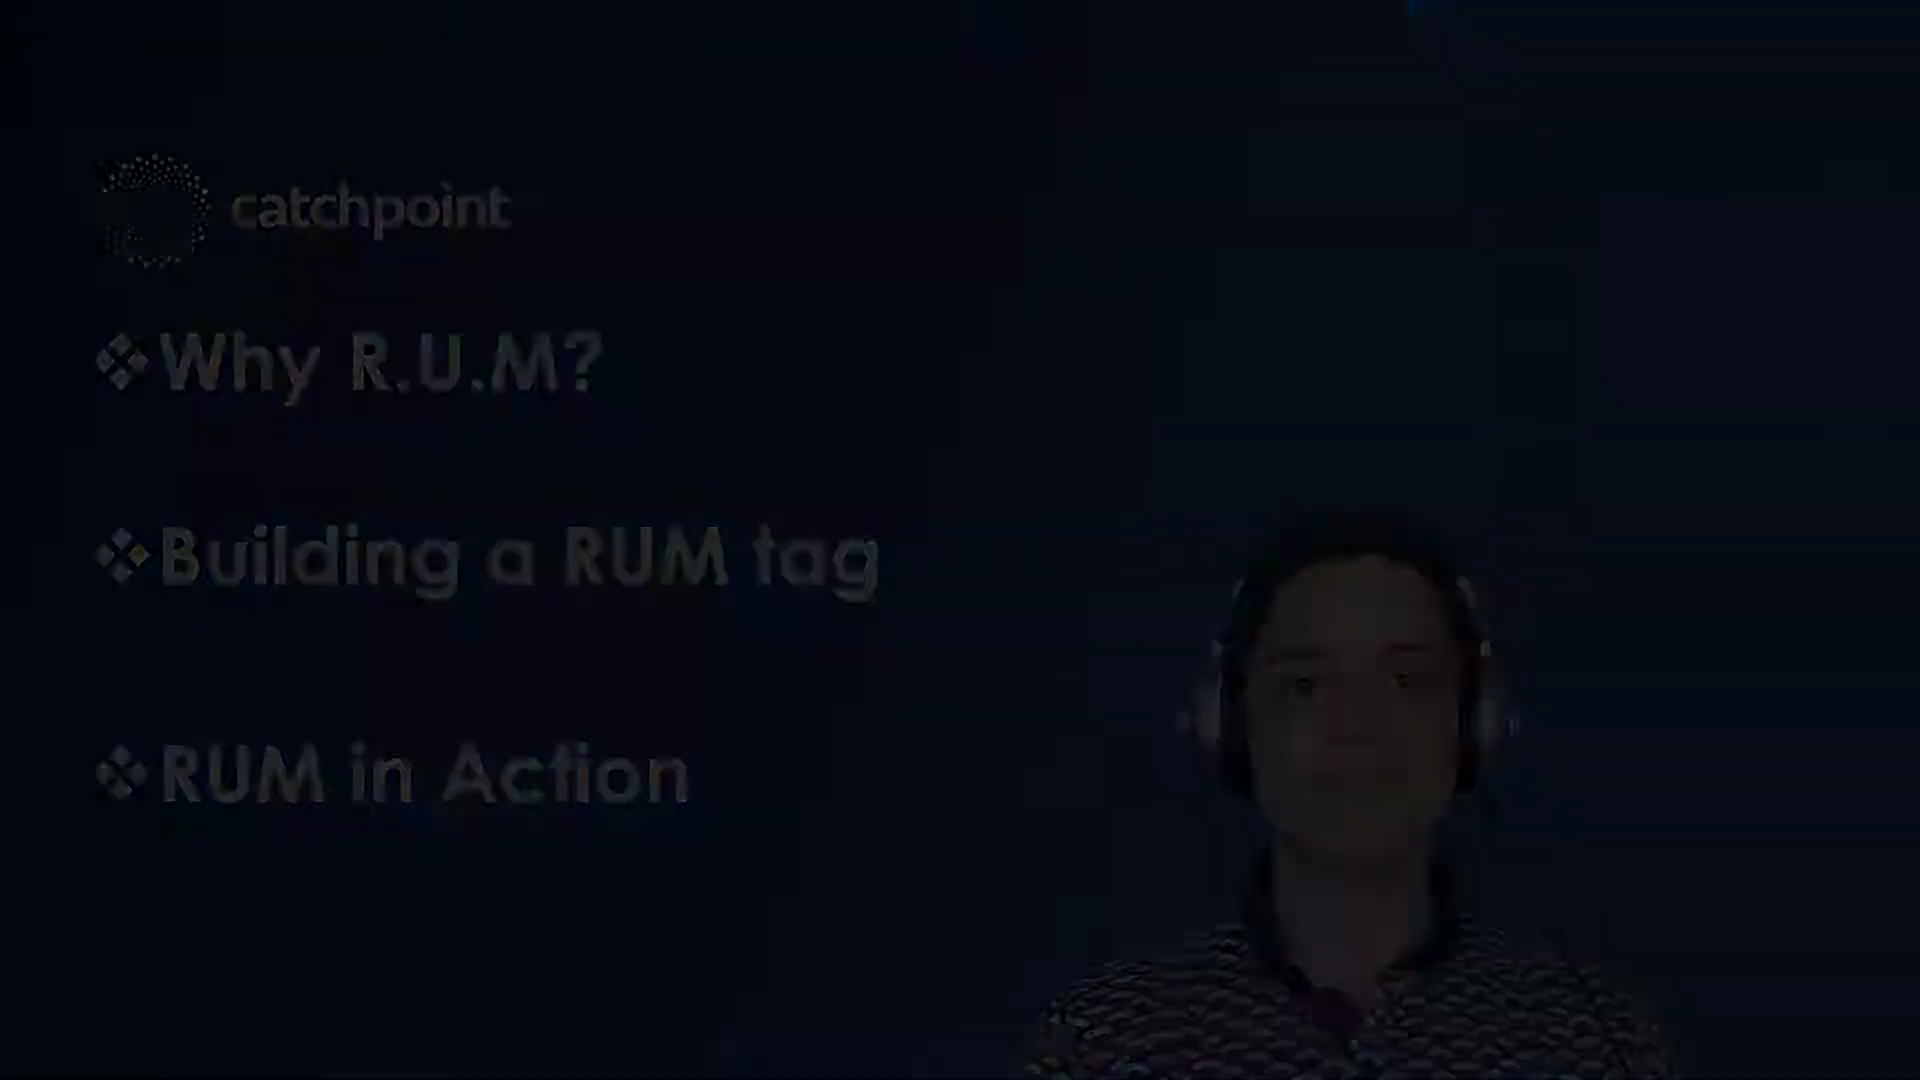 catchpoint
Why R.U.M?
Building a RUM tag
RUM in Action